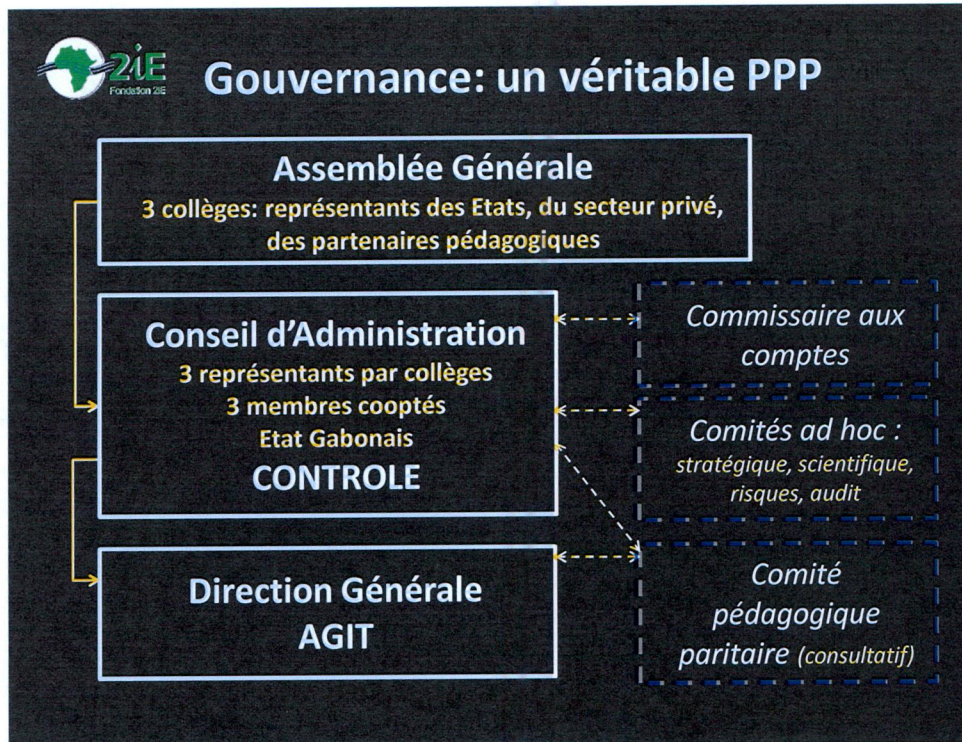 2iE
Fondation 2iE
Gouvernance: un véritable PPP
Assemblée Générale
3 collèges: représentants des Etats, du secteur privé,
des partenaires pédagogiques
Conseil d'Administration
3 représentants par collèges
3 membres cooptés
Etat Gabonais
CONTROLE
Direction Générale
AGIT
Commissaire aux
comptes
Comités ad hoc :
stratégique, scientifique,
risques, audit
Comité
pédagogique
paritaire (consultatif)